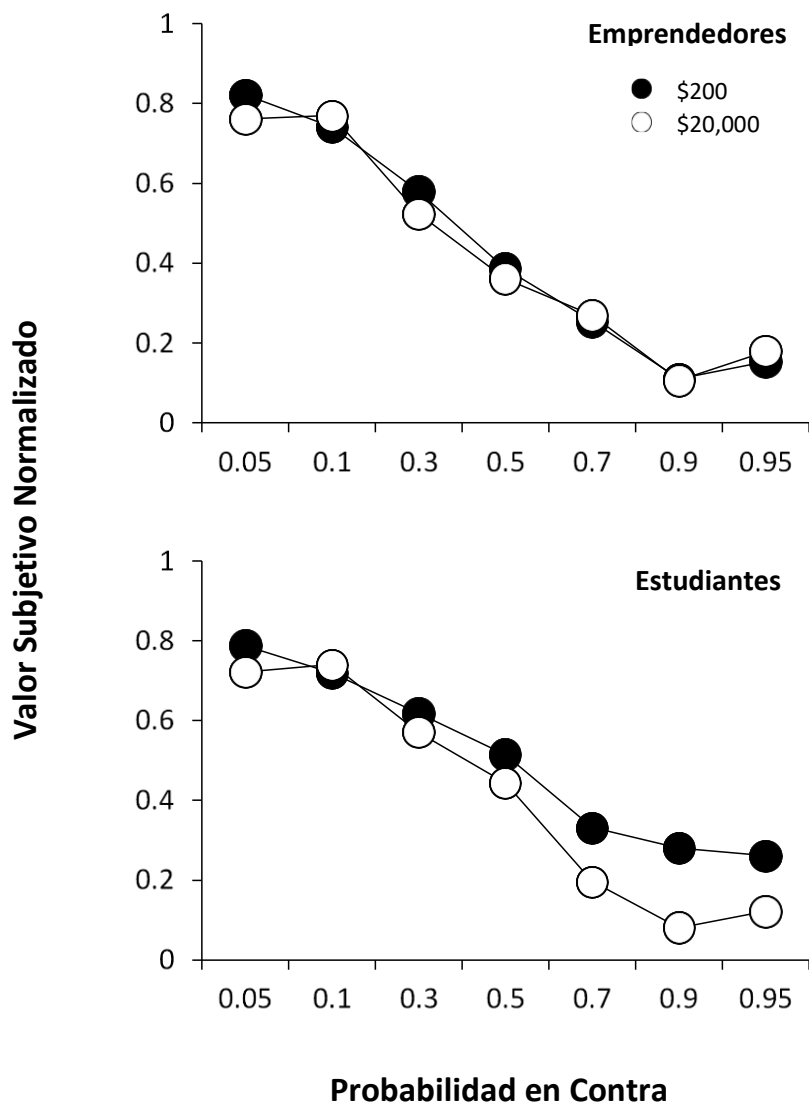 Valor Subjetivo Normalizado
Emprendedores
$200
$20,000
1
0.8
0.6
0.4
0.2
0
0.05 0.1 0.3 0.5 0.7 0.9 0.95
Estudiantes
1
0.8
0.6
0.4
0.2
0
0.05 0.1 0.3 0.5 0.7 0.9 0.95
Probabilidad en Contra